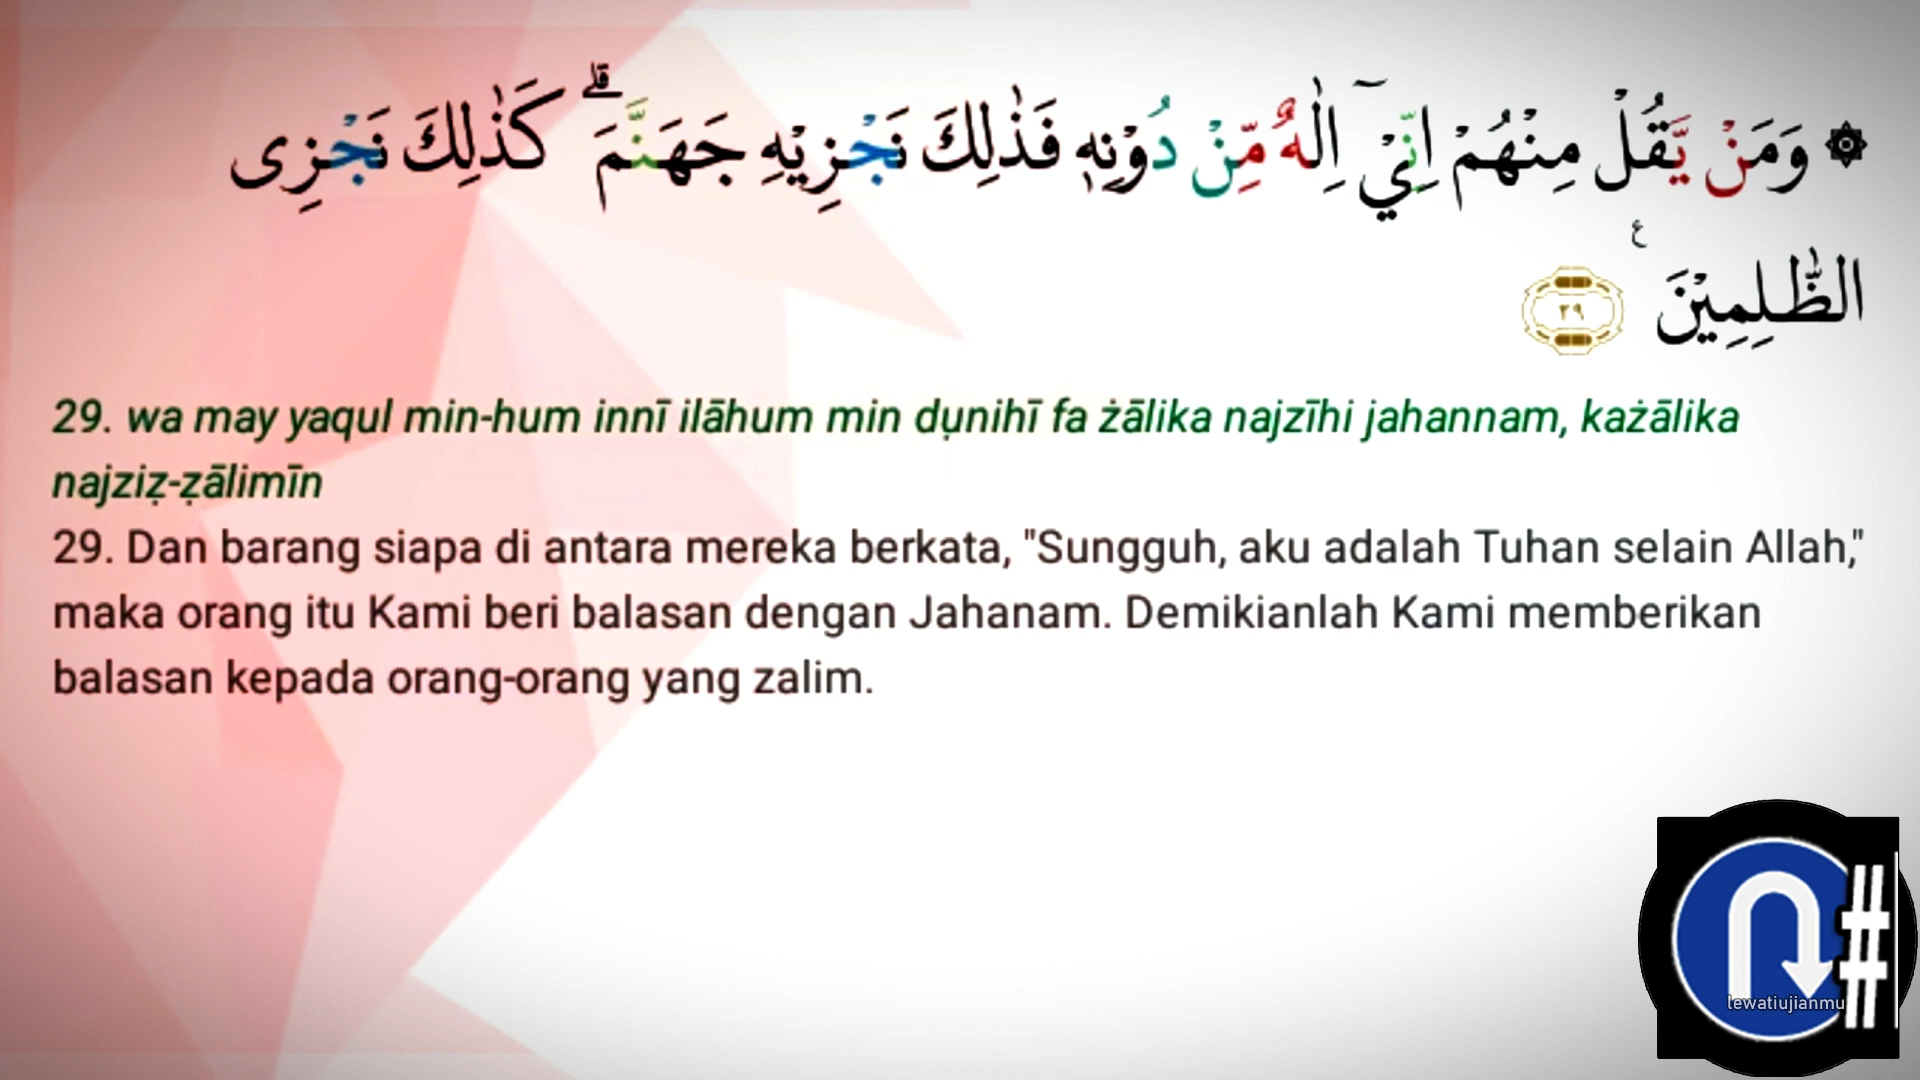 ۞ وَمَنْ يَّقُلْ مِنْهُمْ اِنِّيْٓ اِلٰهٌ مِّنْ دُوْنِهٖ فَذٰلِكَ نَجْزِيْهِ جَهَنَّمَۗ كَذٰلِكَ نَجْزِى
الظّٰلِمِيْنَ ࣖ ٢٩
29. wa may yaqul min-hum innī ilāhum min dụnihī fa żālika najzīhi jahannam, każālika
najziẓ-ẓālimīn
29. Dan barang siapa di antara mereka berkata, "Sungguh, aku adalah Tuhan selain Allah,"
maka orang itu Kami beri balasan dengan Jahanam. Demikianlah Kami memberikan
balasan kepada orang-orang yang zalim.
#
lewatiujianmu